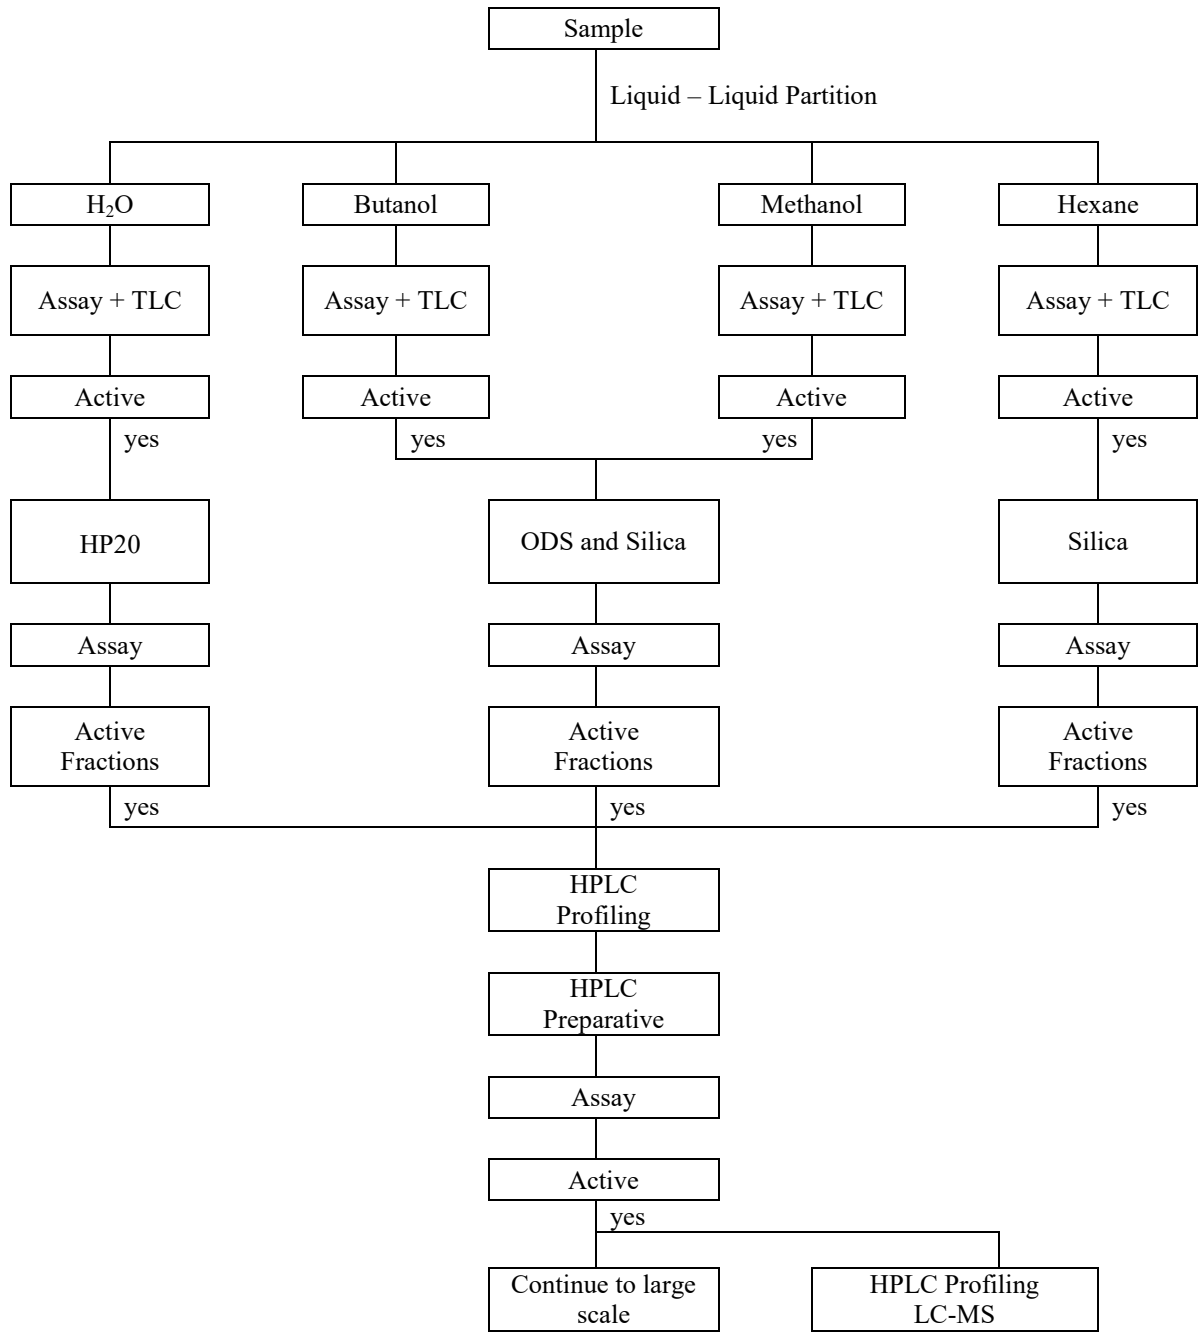 Sample
Liquid – Liquid Partition
H₂O
Butanol
Methanol
Hexane
Assay + TLC
Assay + TLC
Assay + TLC
Assay + TLC
Active
Active
Active
Active
yes
yes
yes
yes
HP20
ODS and Silica
Silica
Assay
Assay
Assay
Active
Fractions
Active
Fractions
Active
Fractions
yes
yes
yes
HPLC
Profiling
HPLC
Preparative
Assay
Active
yes
Continue to large
scale
HPLC Profiling
LC-MS